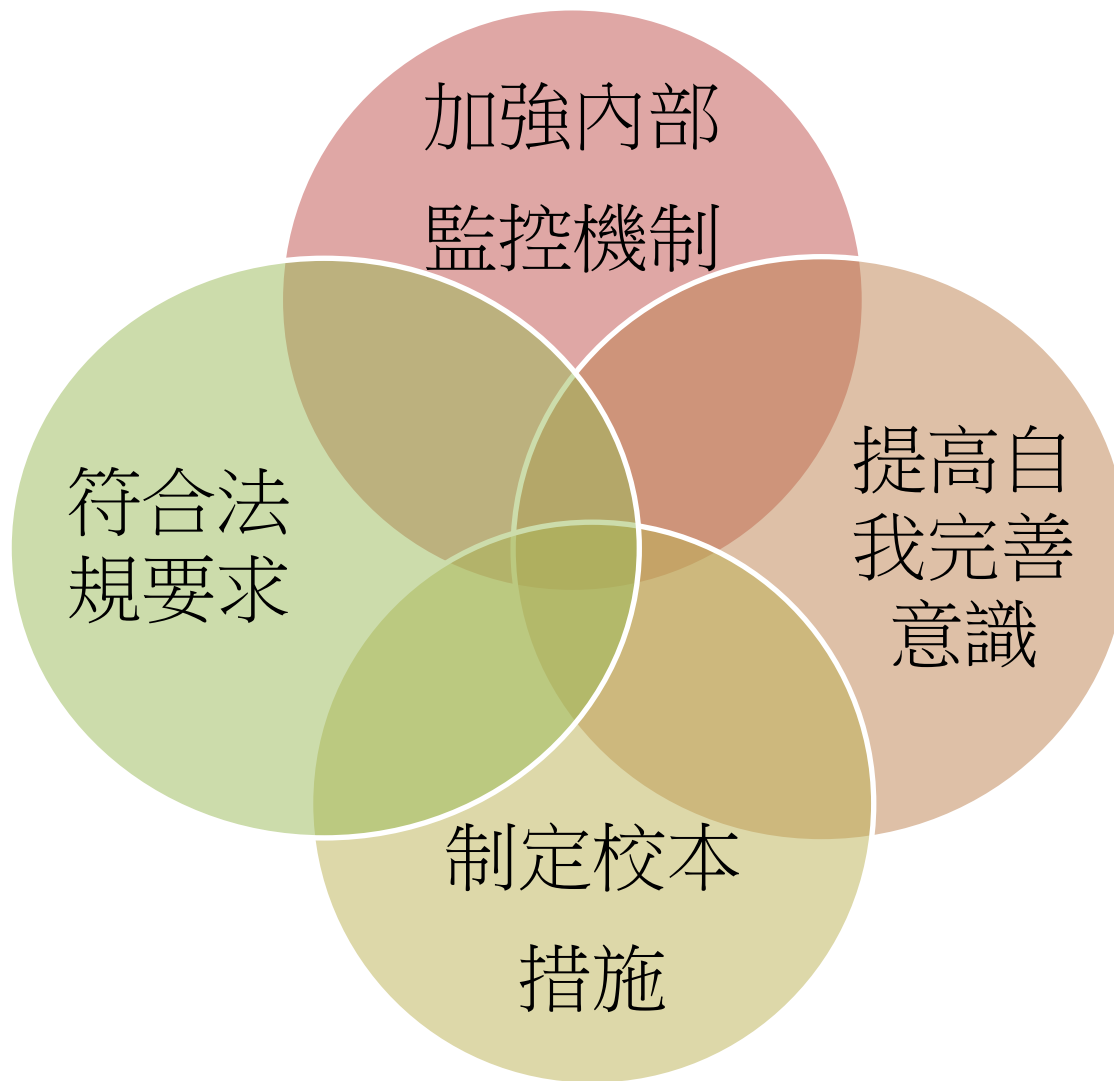 加強內部
監控機制
提高自
我完善
意識
符合法
規要求
制定校本
措施